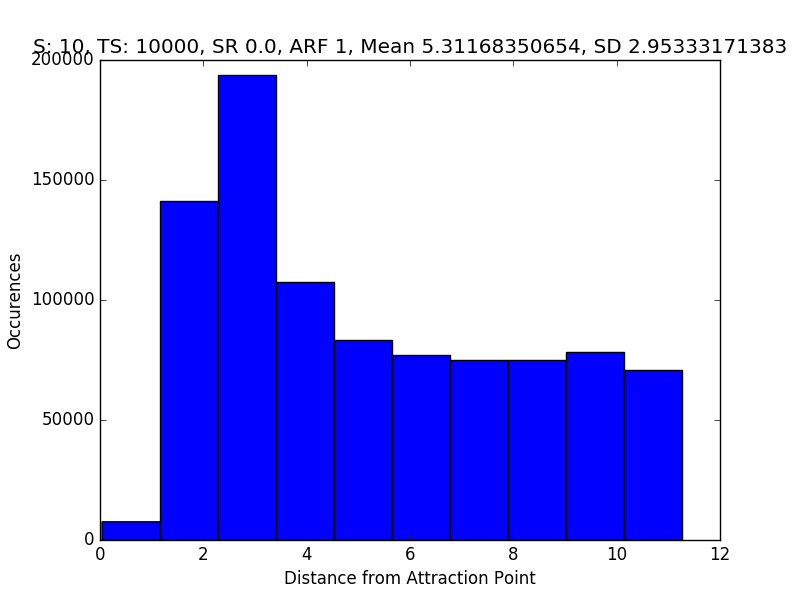 S: 10, TS: 10000, SR 0.0, ARF 1, Mean 5.31168350654, SD 2.95333171383
200000
150000
100000
50000
0
Occurences
0 2 4 6 8 10 12
Distance from Attraction Point